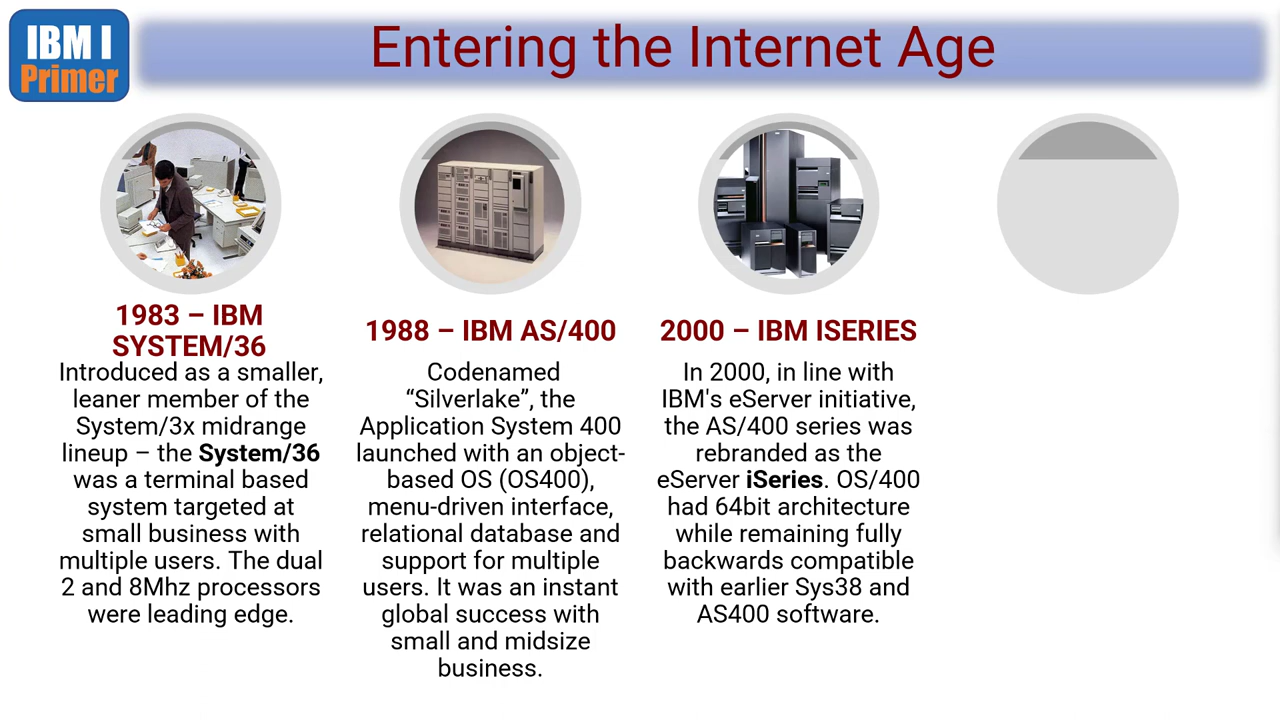 IBM I
Primer
Entering the Internet Age
1983 – IBM
SYSTEM/36
Introduced as a smaller,
leaner member of the
System/3x midrange
lineup – the System/36
was a terminal based
system targeted at
small business with
multiple users. The dual
2 and 8Mhz processors
were leading edge.
1988 – IBM AS/400
Codenamed
“Silverlake”, the
Application System 400
launched with an object-
based OS (OS400),
menu-driven interface,
relational database and
support for multiple
users. It was an instant
global success with
small and midsize
business.
2000 – IBM ISERIES
In 2000, in line with
IBM's eServer initiative,
the AS/400 series was
rebranded as the
eServer iSeries. OS/400
had 64bit architecture
while remaining fully
backwards compatible
with earlier Sys38 and
AS400 software.